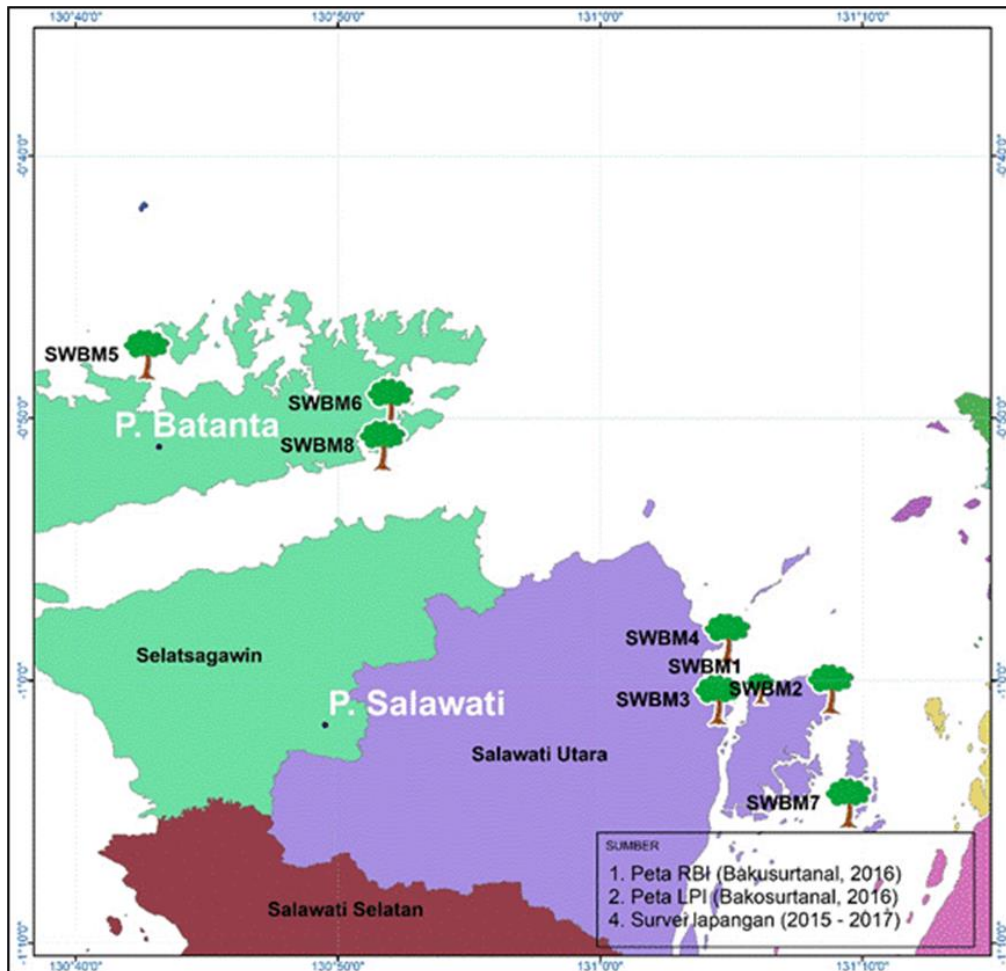 130°40'0" 130°50'0" 131°0'0" 131°10'0"
-0°40'0" -0°40'0"
SWBM5
SWBM6
-0°50'0" -0°50'0"
P. Batanta
SWBM8
SWBM4
Selatsagawin
SWBM1
-1°0'0" -1°0'0"
SWBM2
SWBM3
P. Salawati
Salawati Utara
SWBM7
SUMBER
1. Peta RBI (Bakusurtanal, 2016)
2. Peta LPI (Bakosurtanal, 2016)
4. Survei lapangan (2015 - 2017)
Salawati Selatan
-1°10'0" -1°10'0"
130°40'0" 130°50'0" 131°0'0" 131°10'0"